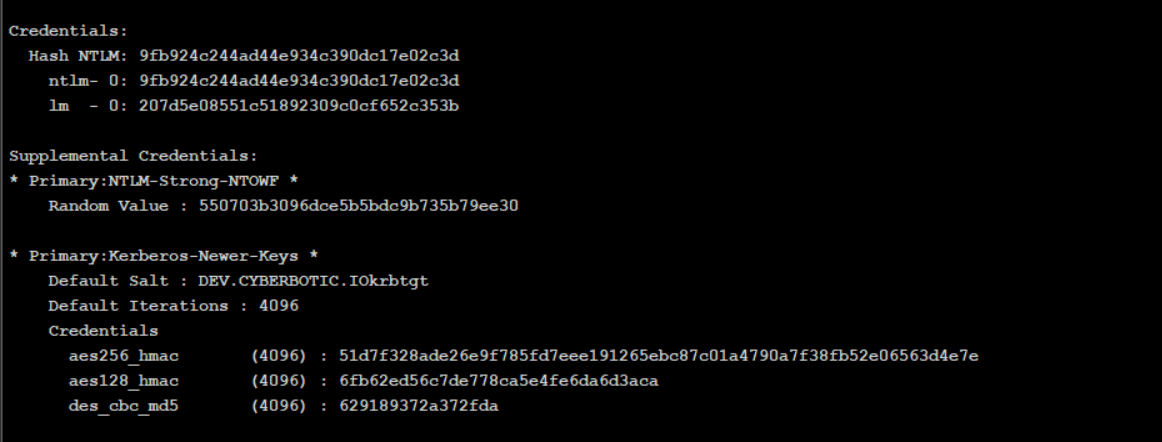 Credentials:
Hash NTLM: 9fb924c244ad44e934c390dc17e02c3d
ntlm- 0: 9fb924c244ad44e934c390dc17e02c3d
lm - 0: 207d5e08551c51892309c0cf652c353b
Supplemental Credentials:
* Primary:NTLM-Strong-NTOWF *
Random Value : 550703b3096dce5b5bdc9b735b79ee30
* Primary:Kerberos-Newer-Keys *
Default Salt : DEV.CYBERBOTIC.IOkrbtgt
Default Iterations : 4096
Credentials
aes256_hmac (4096) : 51d7f328ade26e9f785fd7eee191265ebc87c01a4790a7f38fb52e06563d4e7e
aes128_hmac (4096) : 6fb62ed56c7de778ca5e4fe6da6d3aca
des_cbc_md5 (4096) : 629189372a372fda